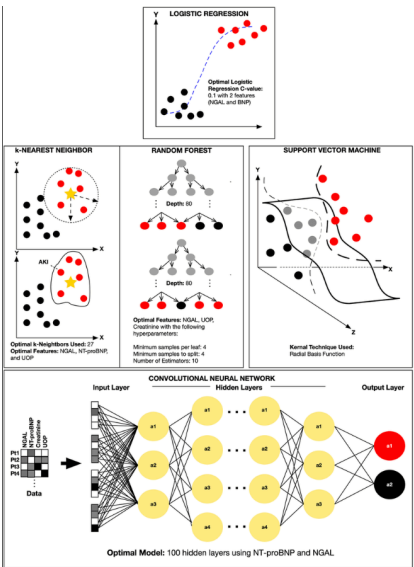 LOGISTIC REGRESSION
Y
Optimal Logistic
Regression C-value:
0.1 with 2 features
(NGAL and BNP)
X
k-NEAREST NEIGHBOR
Y
X
Y
AKI
X
Optimal k-Neighbors Used: 27
Optimal Features: NGAL, NT-proBNP,
and UOP
RANDOM FOREST
Depth: 80
Depth: 80
Optimal Features: NGAL, UOP,
Creatinine with the following
hyperparameters:
Minimum samples per leaf: 4
Minimum samples to split: 4
Number of Estimators: 10
SUPPORT VECTOR MACHINE
Y
X
Z
Kernal Technique Used:
Radial Basis Function
CONVOLUTIONAL NEURAL NETWORK
Input Layer
Hidden Layers
Output Layer
NGAL
NT-proBNP
Creatinine
UOP
Pt1
Pt2
Pt3
Pt4
Data
a1
a2
a3
a1
a2
a3
a4
a1
a2
a3
a4
a1
a2
a3
a1
a2
Optimal Model: 100 hidden layers using NT-proBNP and NGAL